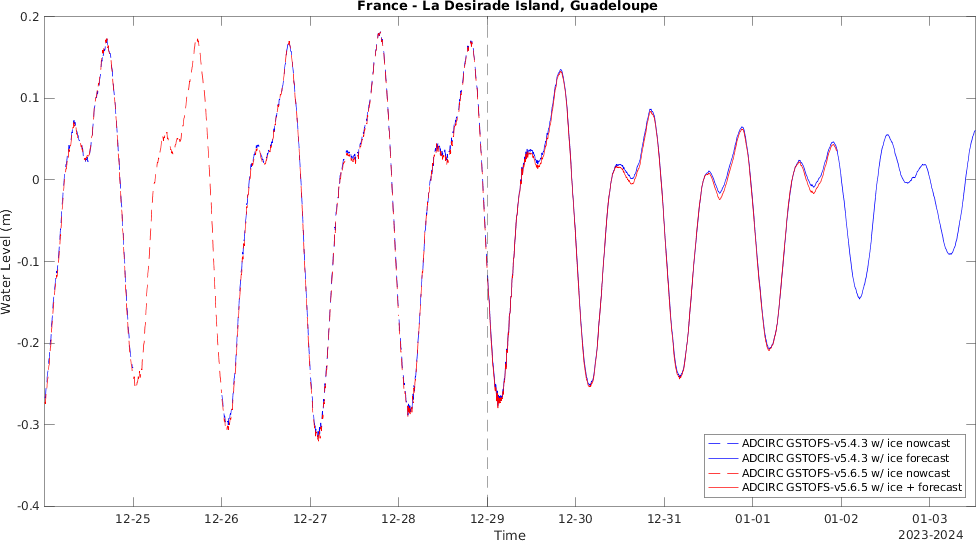 France - La Desirade Island, Guadeloupe
0.2
0.1
0
-0.1
-0.2
-0.3
-0.4
Water Level (m)
12-25 12-26 12-27 12-28 12-29 12-30 12-31 01-01 01-02 01-03
Time
2023-2024
ADCIRC GSTOFS-v5.4.3 w/ ice nowcast
ADCIRC GSTOFS-v5.4.3 w/ ice forecast
ADCIRC GSTOFS-v5.6.5 w/ ice nowcast
ADCIRC GSTOFS-v5.6.5 w/ ice + forecast